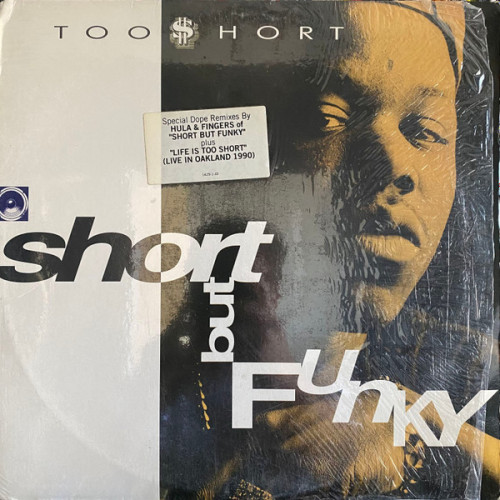 TOO $HORT
Special Dope Remixes By
HULA & FINGERS of
"SHORT BUT FUNKY"
plus
"LIFE IS TOO SHORT"
(LIVE IN OAKLAND 1990)
short
but
Funky